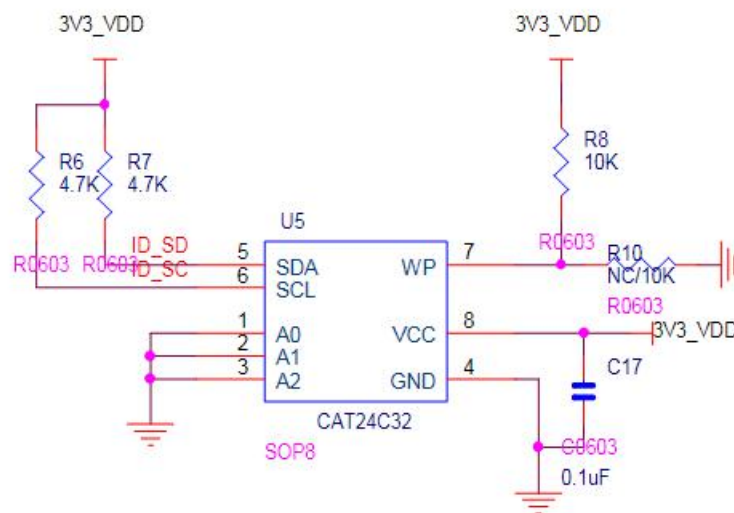 3V3_VDD
3V3_VDD
R6
4.7K
R7
4.7K
R8
10K
U5
ID_SD
ID_SC
R0603
R0603
5
6
SDA
SCL
WP
7
R0603
R10
NC/10K
R0603
1
2
3
A0
A1
A2
VCC
8
3V3_VDD
GND
4
C17
CAT24C32
SOP8
C0603
0.1uF